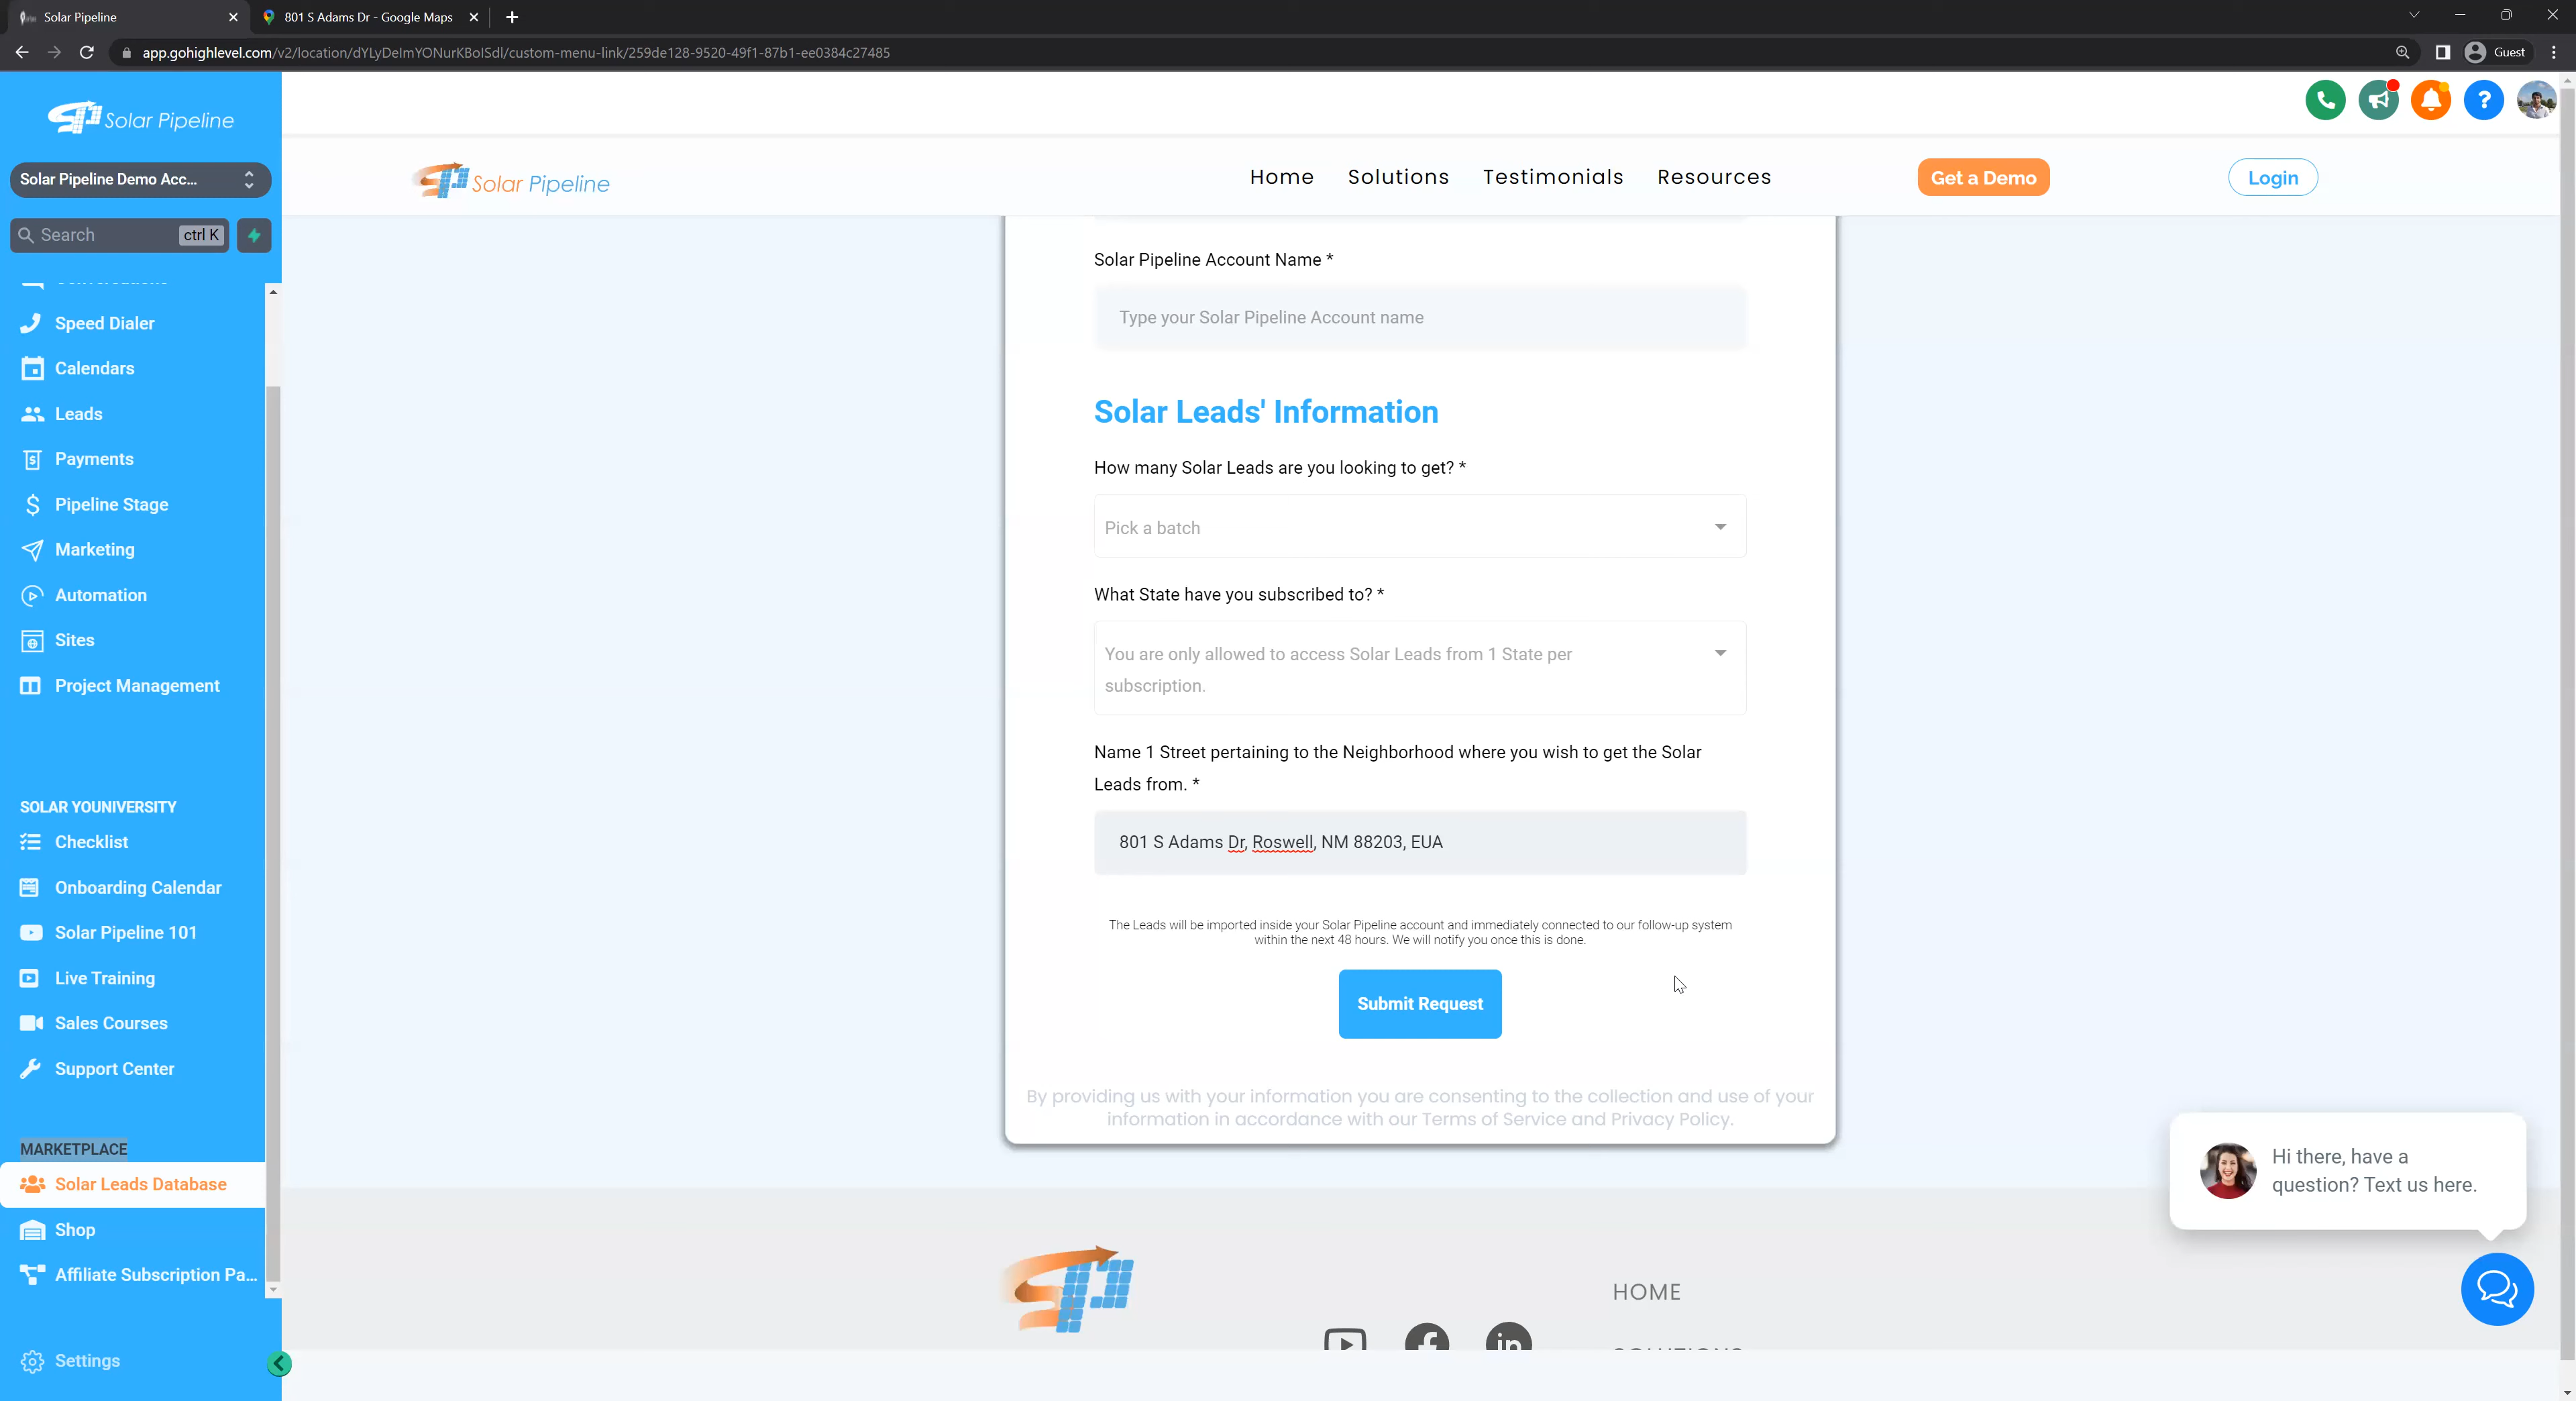 Solar Pipeline
801 S Adams Dr - Google Maps
app.gohighlevel.com/v2/location/dYLyDeImYONurKBoISdl/custom-menu-link/259de128-9520-49f1-87b1-ee0384c27485
Guest
Solar Pipeline
Solar Pipeline Demo Acc...
Search
ctrl K
Speed Dialer
Calendars
Leads
Payments
Pipeline Stage
Marketing
Automation
Sites
Project Management
SOLAR YOUNIVERSITY
Checklist
Onboarding Calendar
Solar Pipeline 101
Live Training
Sales Courses
Support Center
MARKETPLACE
Solar Leads Database
Shop
Affiliate Subscription Pa...
Settings
Solar Pipeline
Home
Solutions
Testimonials
Resources
Get a Demo
Login
Solar Pipeline Account Name *
Type your Solar Pipeline Account name
Solar Leads' Information
How many Solar Leads are you looking to get? *
Pick a batch
What State have you subscribed to? *
You are only allowed to access Solar Leads from 1 State per
subscription.
Name 1 Street pertaining to the Neighborhood where you wish to get the Solar
Leads from. *
801 S Adams Dr, Roswell, NM 88203, EUA
The Leads will be imported inside your Solar Pipeline account and immediately connected to our follow-up system
within the next 48 hours. We will notify you once this is done.
Submit Request
By providing us with your information you are consenting to the collection and use of your
information in accordance with our Terms of Service and Privacy Policy.
Hi there, have a
question? Text us here.
HOME